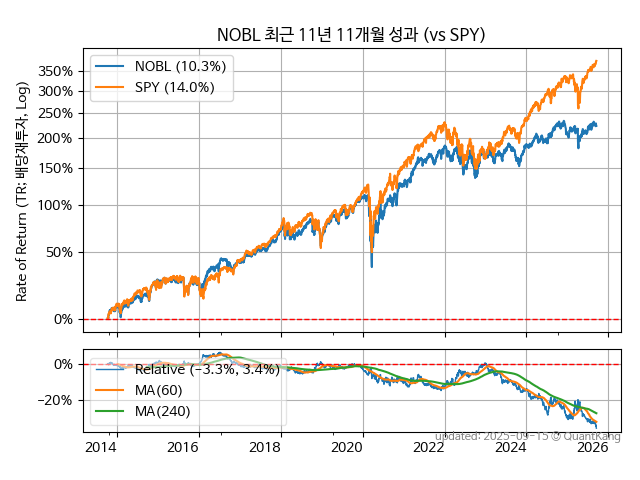 NOBL 최근 11년 11개월 성과 (vs SPY)
Rate of Return (TR: 배당재투자, Log)
350%
300%
250%
200%
150%
100%
50%
0%
NOBL (10.3%)
SPY (14.0%)
0%
−20%
Relative (−3.3%, 3.4%)
MA(60)
MA(240)
2014
2016
2018
2020
2022
2024
2026
updated: 2025-09-15 © QuantKang